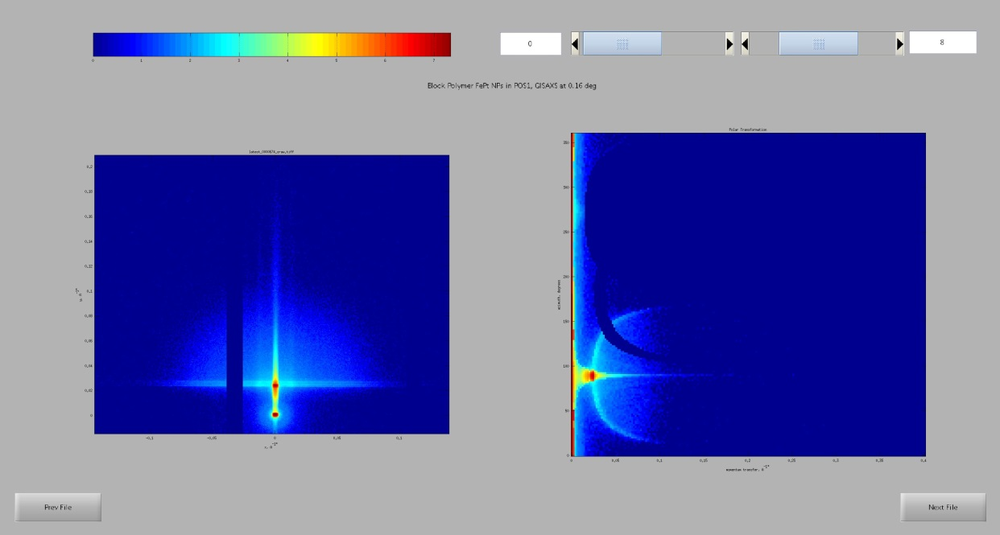 0 1 2 3 4 5 6 7
0
8
Block Polymer FePt NPs in POS1, GISAXS at 0.16 deg
Polar Transformation
0.2
0.18
0.16
0.14
0.12
0.1
0.08
0.06
0.04
0.02
0
-0.1 -0.05 0 0.05 0.1
350
300
250
200
150
100
50
0
azimuth, degrees
0 0.05 0.1 0.15 0.2 0.25 0.3 0.35 0.4
momentum transfer, A
Prev File
Next File